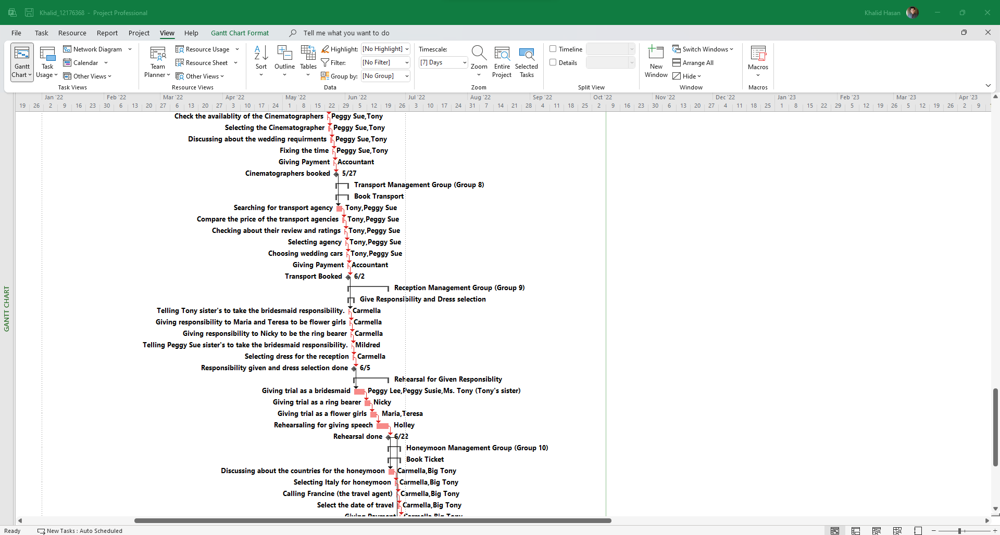 Khalid_12176368 - Project Professional
Khalid Hasan
File Task Resource Report Project View Help Gantt Chart Format Tell me what you want to do
Gantt Chart
Task Usage
Network Diagram
Calendar
Other Views
Task Views
Team Planner
Resource Usage
Resource Sheet
Other Views
Resource Views
Sort
Outline
Tables
Highlight: [No Highlight]
Filter: [No Filter]
Group by: [No Group]
Data
Timescale:
[7] Days
Zoom
Entire Project
Selected Tasks
Zoom
Timeline
Details
Split View
New Window
Switch Windows
Arrange All
Hide
Window
Macros
Macros
Jan '22 Feb '22 Mar '22 Apr '22 May '22 Jun '22 Jul '22 Aug '22 Sep '22 Oct '22 Nov '22 Dec '22 Jan '23 Feb '23 Mar '23 Apr '23
19 26 2 9 16 23 30 6 13 20 27 6 13 20 27 3 10 17 24 1 8 15 22 29 5 12 19 26 3 10 17 24 31 7 14 21 28 4 11 18 25 2 9 16 23 30 6 13 20 27 4 11 18 25 1 8 15 22 29 5 12 19 26 5 12 19 26 2 9
GANTT CHART
Check the availablity of the Cinematographers Peggy Sue,Tony
Selecting the Cinematographer Peggy Sue,Tony
Discussing about the wedding requirments Peggy Sue,Tony
Fixing the time Peggy Sue,Tony
Giving Payment Accountant
Cinematographers booked 5/27
Transport Management Group (Group 8)
Book Transport
Searching for transport agency Tony,Peggy Sue
Compare the price of the transport agencies Tony,Peggy Sue
Checking about their review and ratings Tony,Peggy Sue
Selecting agency Tony,Peggy Sue
Choosing wedding cars Tony,Peggy Sue
Giving Payment Accountant
Transport Booked 6/2
Reception Management Group (Group 9)
Give Responsibility and Dress selection
Telling Tony sister's to take the bridesmaid responsibility. Carmella
Giving responsibility to Maria and Teresa to be flower girls Carmella
Giving responsibility to Nicky to be the ring bearer Carmella
Telling Peggy Sue sister's to take the bridesmaid responsibility. Mildred
Selecting dress for the reception Carmella
Responsibility given and dress selection done 6/5
Rehearsal for Given Responsiblity
Giving trial as a bridesmaid Peggy Lee,Peggy Susie,Ms. Tony (Tony's sister)
Giving trial as a ring bearer Nicky
Giving trial as a flower girls Maria,Teresa
Rehearsaling for giving speech Holley
Rehearsal done 6/22
Honeymoon Management Group (Group 10)
Book Ticket
Discussing about the countries for the honeymoon Carmella,Big Tony
Selecting Italy for honeymoon Carmella,Big Tony
Calling Francine (the travel agent) Carmella,Big Tony
Select the date of travel Carmella,Big Tony
Giving Payment Carmella,Big Tony
Ready New Tasks : Auto Scheduled